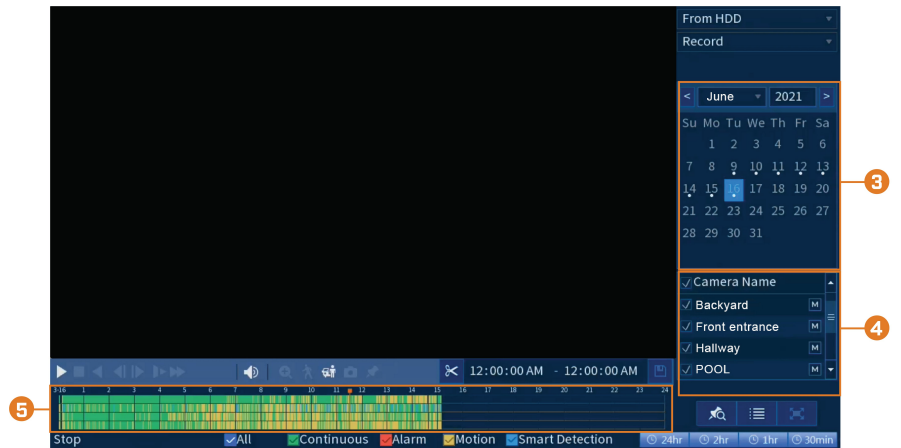 From HDD
Record
< June 2021 >
Su Mo Tu We Th Fr Sa
1 2 3 4 5 6
7 8 9 10 11 12 13
14 15 16 17 18 19 20
21 22 23 24 25 26 27
28 29 30 31
3
Camera Name
Backyard M
Front entrance M
Hallway M
POOL M
4
12:00:00 AM - 12:00:00 AM
3-16 1 2 3 4 5 6 7 8 9 10 11 12 13 14 15 16 17 18 19 20 21 22 23 24
5
Stop All Continuous Alarm Motion Smart Detection 24hr 2hr 1hr 30min